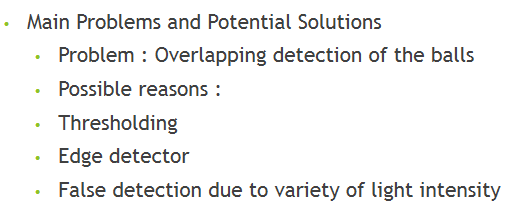 • Main Problems and Potential Solutions
• Problem : Overlapping detection of the balls
• Possible reasons :
• Thresholding
• Edge detector
• False detection due to variety of light intensity